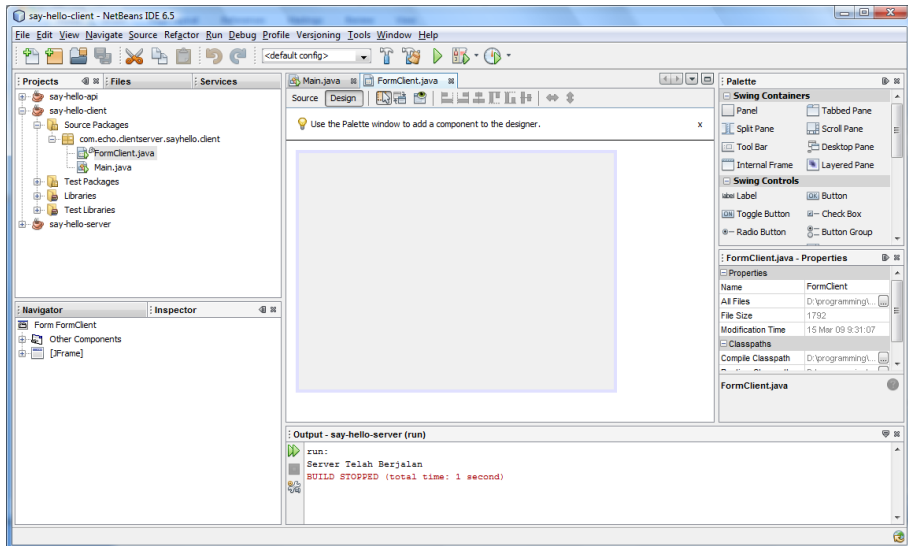 say-hello-client - NetBeans IDE 6.5
File Edit View Navigate Source Refactor Run Debug Profile Versioning Tools Window Help
<default config>
Projects Files Services
say-hello-api
say-hello-client
Source Packages
com.echo.clientserver.sayhello.client
FormClient.java
Main.java
Test Packages
Libraries
Test Libraries
say-hello-server
Navigator Inspector
Form FormClient
Other Components
[JFrame]
Main.java FormClient.java
Source Design
Use the Palette window to add a component to the designer. x
Palette
Swing Containers
Panel Tabbed Pane
Split Pane Scroll Pane
Tool Bar Desktop Pane
Internal Frame Layered Pane
Swing Controls
label Label OK Button
ON Toggle Button Check Box
Radio Button Button Group
FormClient.java - Properties
Properties
Name FormClient
All Files D:\programming\... ...
File Size 1792
Modification Time 15 Mar 09 9:31:07
Classpaths
Compile Classpath D:\programming\... ...
FormClient.java
Output - say-hello-server (run)
run:
Server Telah Berjalan
BUILD STOPPED (total time: 1 second)